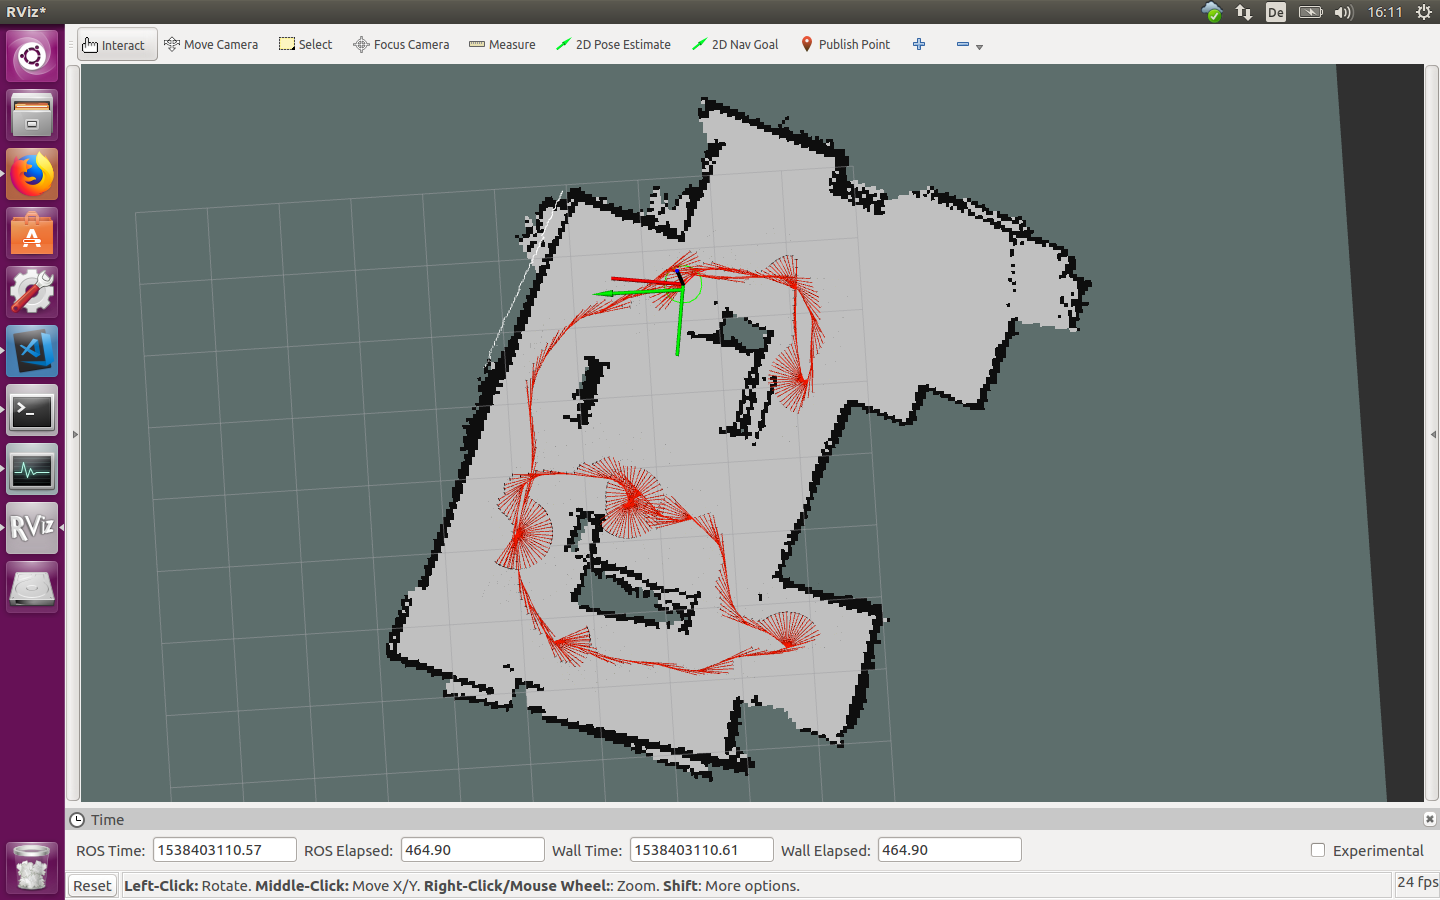 RViz* De 16:11
Interact Move Camera Select Focus Camera Measure 2D Pose Estimate 2D Nav Goal Publish Point
RViz
Time
ROS Time: 1538403110.57 ROS Elapsed: 464.90 Wall Time: 1538403110.61 Wall Elapsed: 464.90 Experimental
Reset Left-Click: Rotate. Middle-Click: Move X/Y. Right-Click/Mouse Wheel:: Zoom. Shift: More options. 24 fps